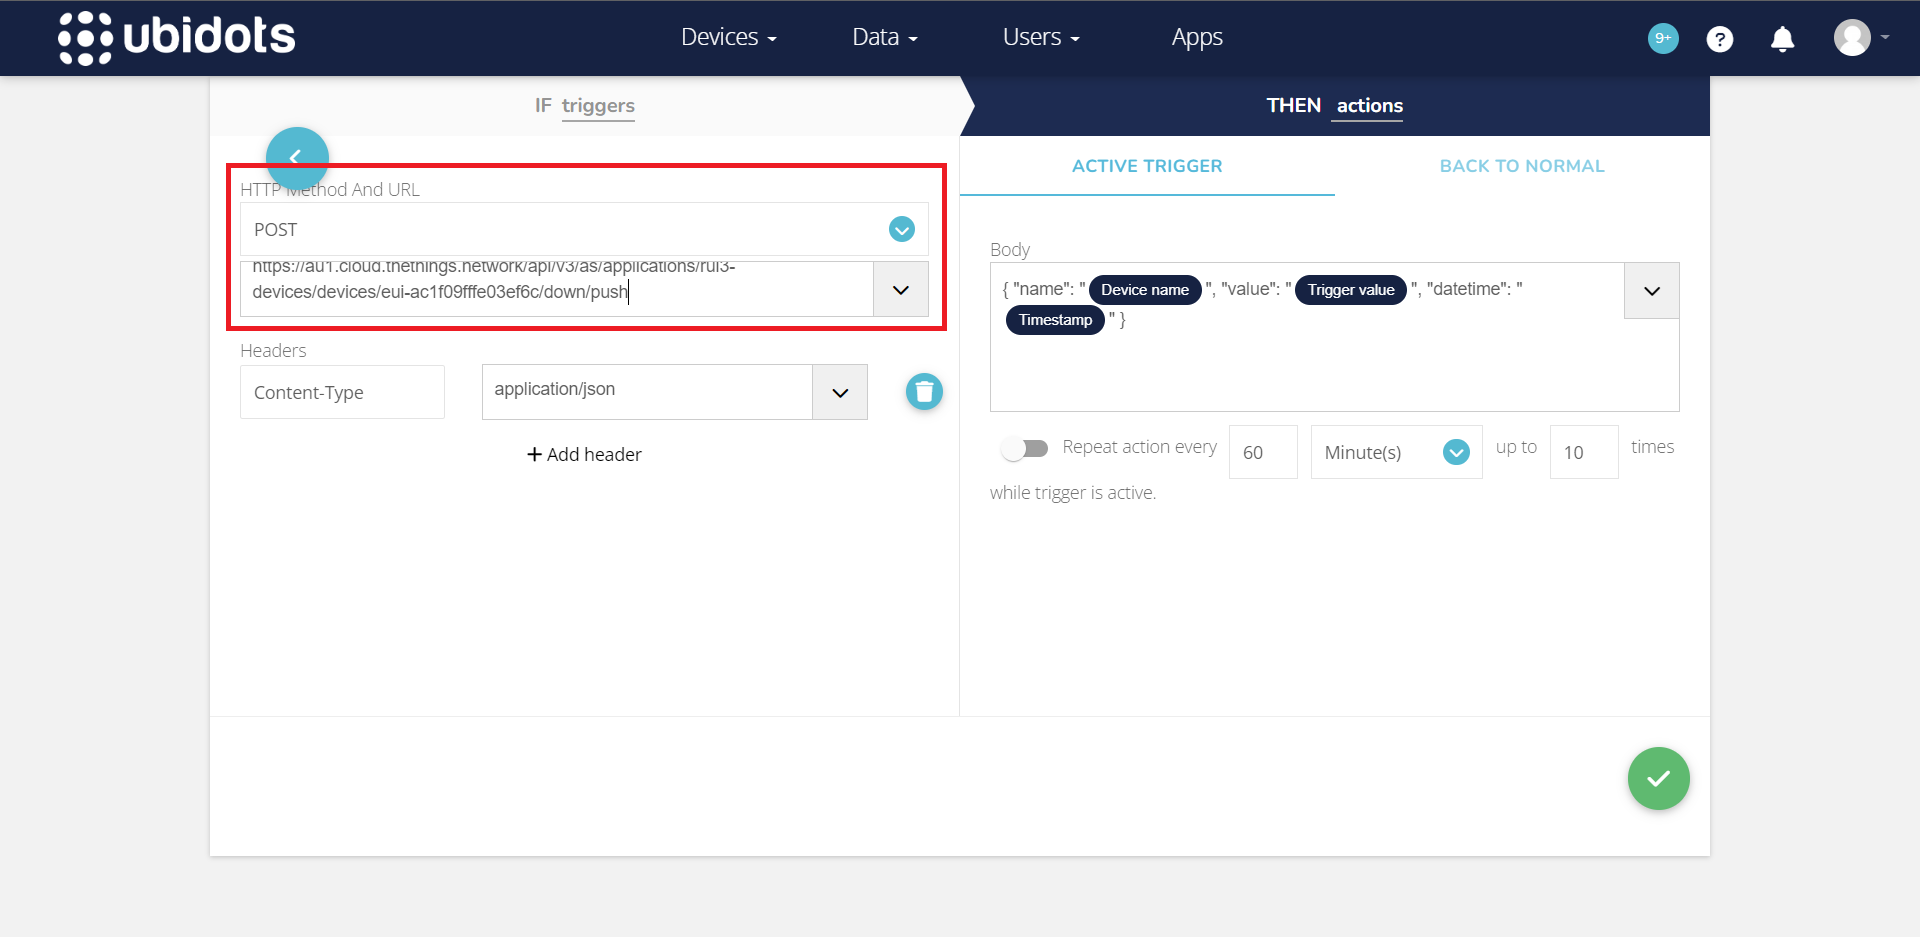 ubidots
Devices
Data
Users
Apps
9+
?
IF triggers
THEN actions
HTTP Method And URL
POST
https://au1.cloud.thethings.network/api/v3/as/applications/rui3-
devices/devices/eui-ac1f09fffe03ef6c/down/push
Headers
Content-Type
application/json
+ Add header
ACTIVE TRIGGER
BACK TO NORMAL
Body
{ "name": " Device name ", "value": " Trigger value ", "datetime": "
Timestamp " }
Repeat action every 60 Minute(s) up to 10 times
while trigger is active.